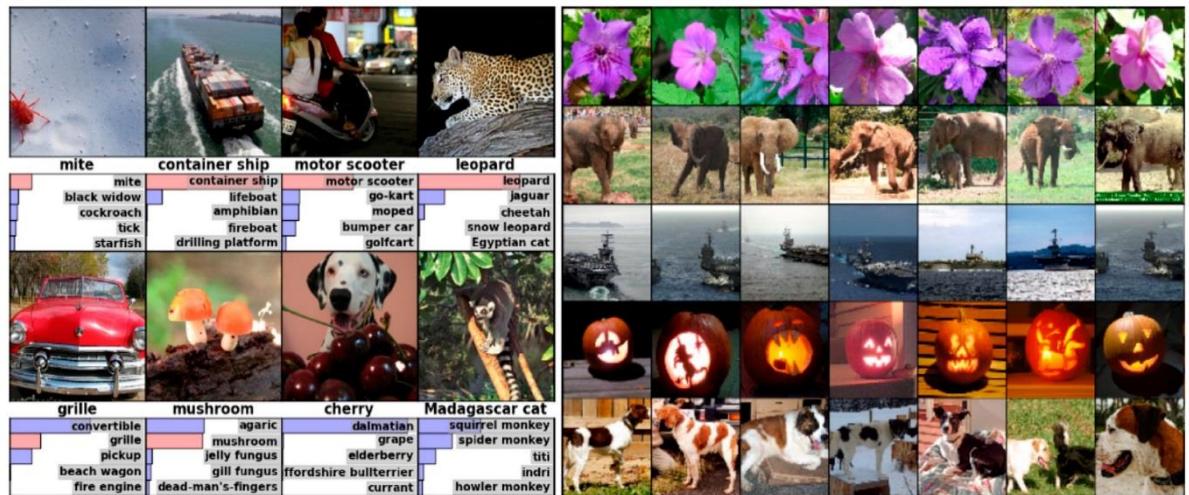 mite container ship motor scooter leopard
mite container ship motor scooter leopard
black widow lifeboat go-kart jaguar
cockroach amphibian moped cheetah
tick fireboat bumper car snow leopard
starfish drilling platform golfcart Egyptian cat
grille mushroom cherry Madagascar cat
convertible agaric dalmatian squirrel monkey
grille mushroom grape spider monkey
pickup jelly fungus elderberry titi
beach wagon gill fungus ffordshire bullterrier indri
fire engine dead-man's-fingers currant howler monkey